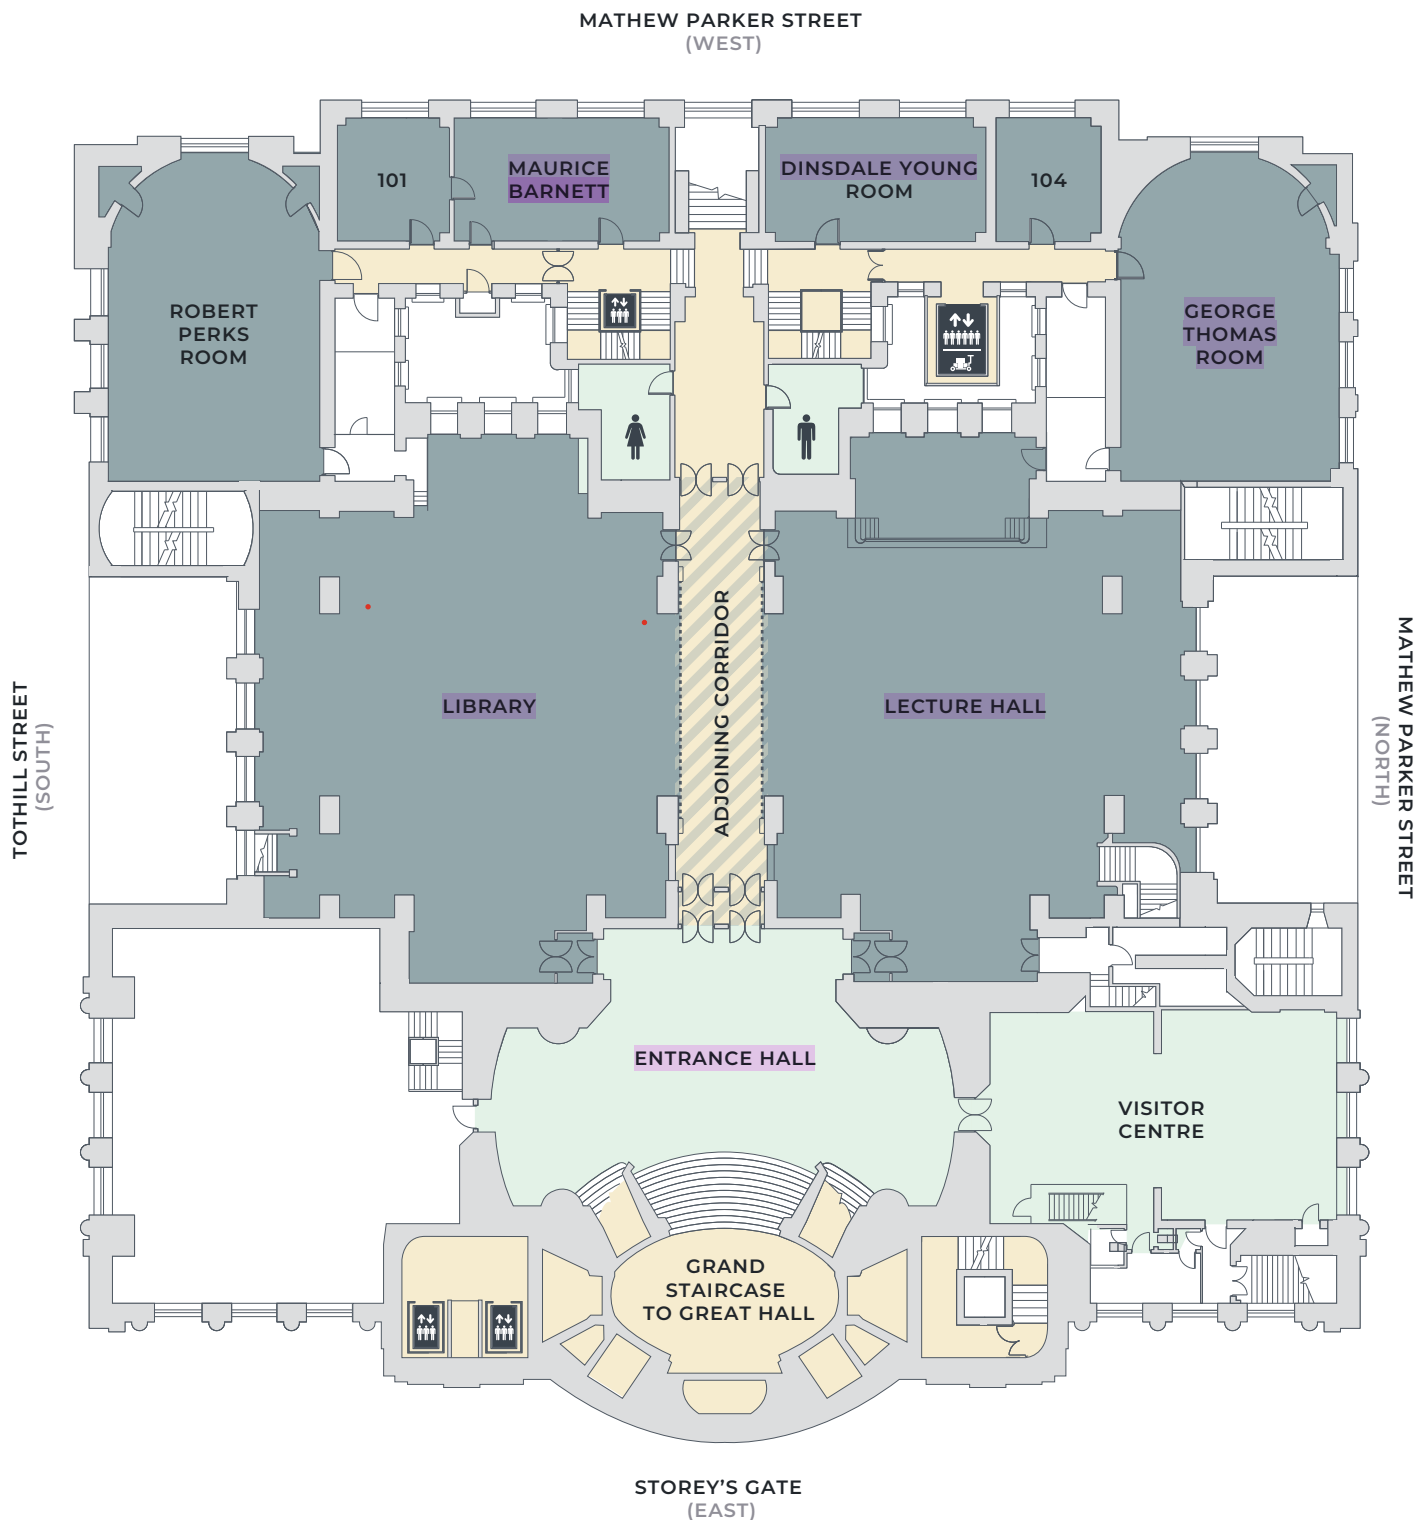 MATHEW PARKER STREET
(WEST)
101
MAURICE
BARNETT
DINSDALE YOUNG
ROOM
104
ROBERT
PERKS
ROOM
GEORGE
THOMAS
ROOM
ADJOINING CORRIDOR
LIBRARY
LECTURE HALL
TOTHILL STREET
(SOUTH)
MATHEW PARKER STREET
(NORTH)
ENTRANCE HALL
VISITOR
CENTRE
GRAND
STAIRCASE
TO GREAT HALL
STOREY’S GATE
(EAST)